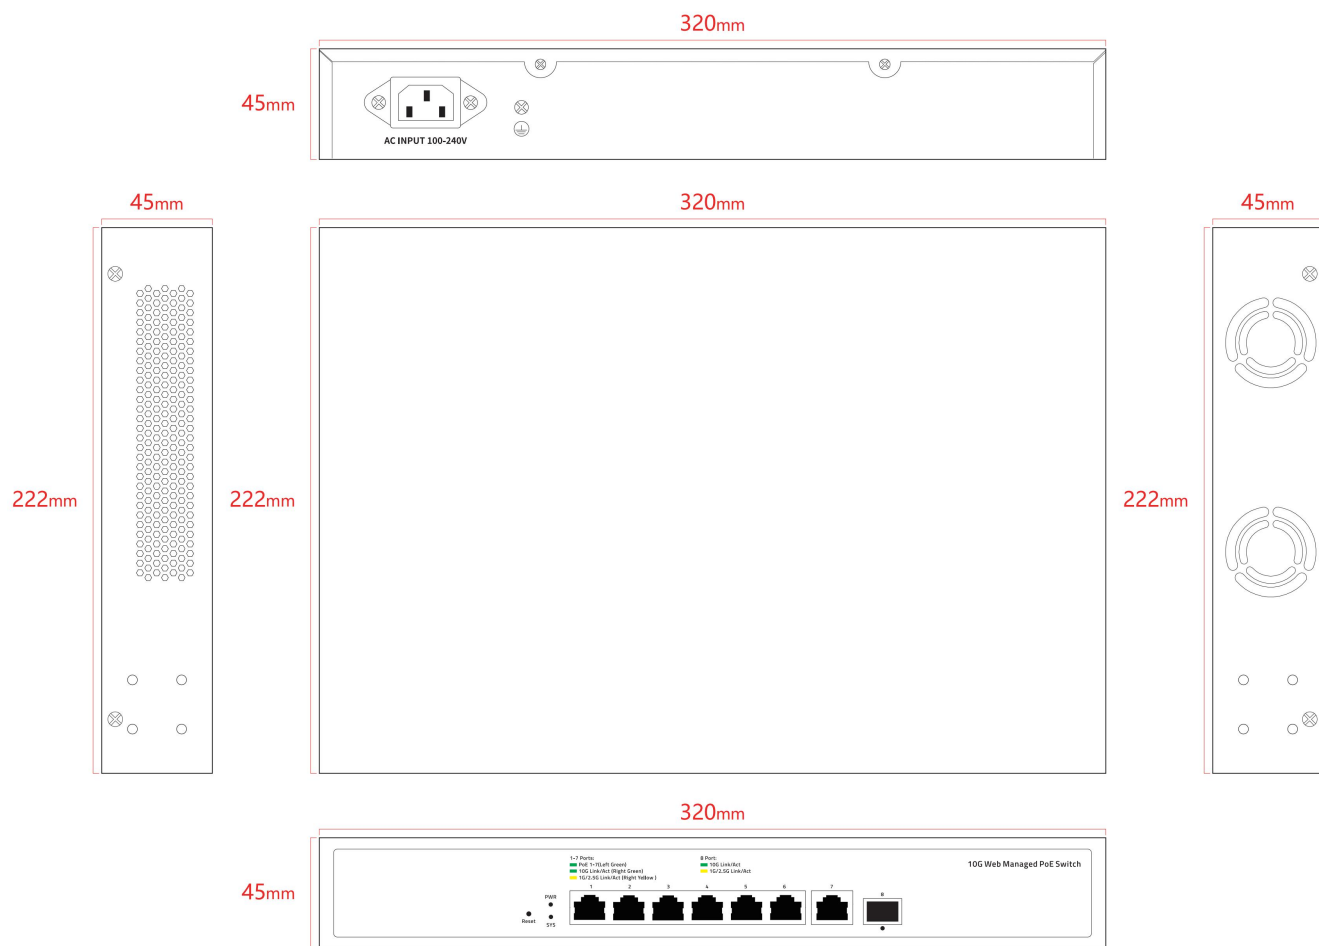 320mm
45mm
AC INPUT 100-240V
45mm
320mm
45mm
222mm
222mm
222mm
320mm
45mm
1-7 Ports:
PoE 1-7(Left Green)
10G Link/Act (Right Green)
1G/2.5G Link/Act (Right Yellow )
8 Port:
10G Link/Act
1G/2.5G Link/Act
10G Web Managed PoE Switch
1 2 3 4 5 6 7 8
PWR
Reset
SYS